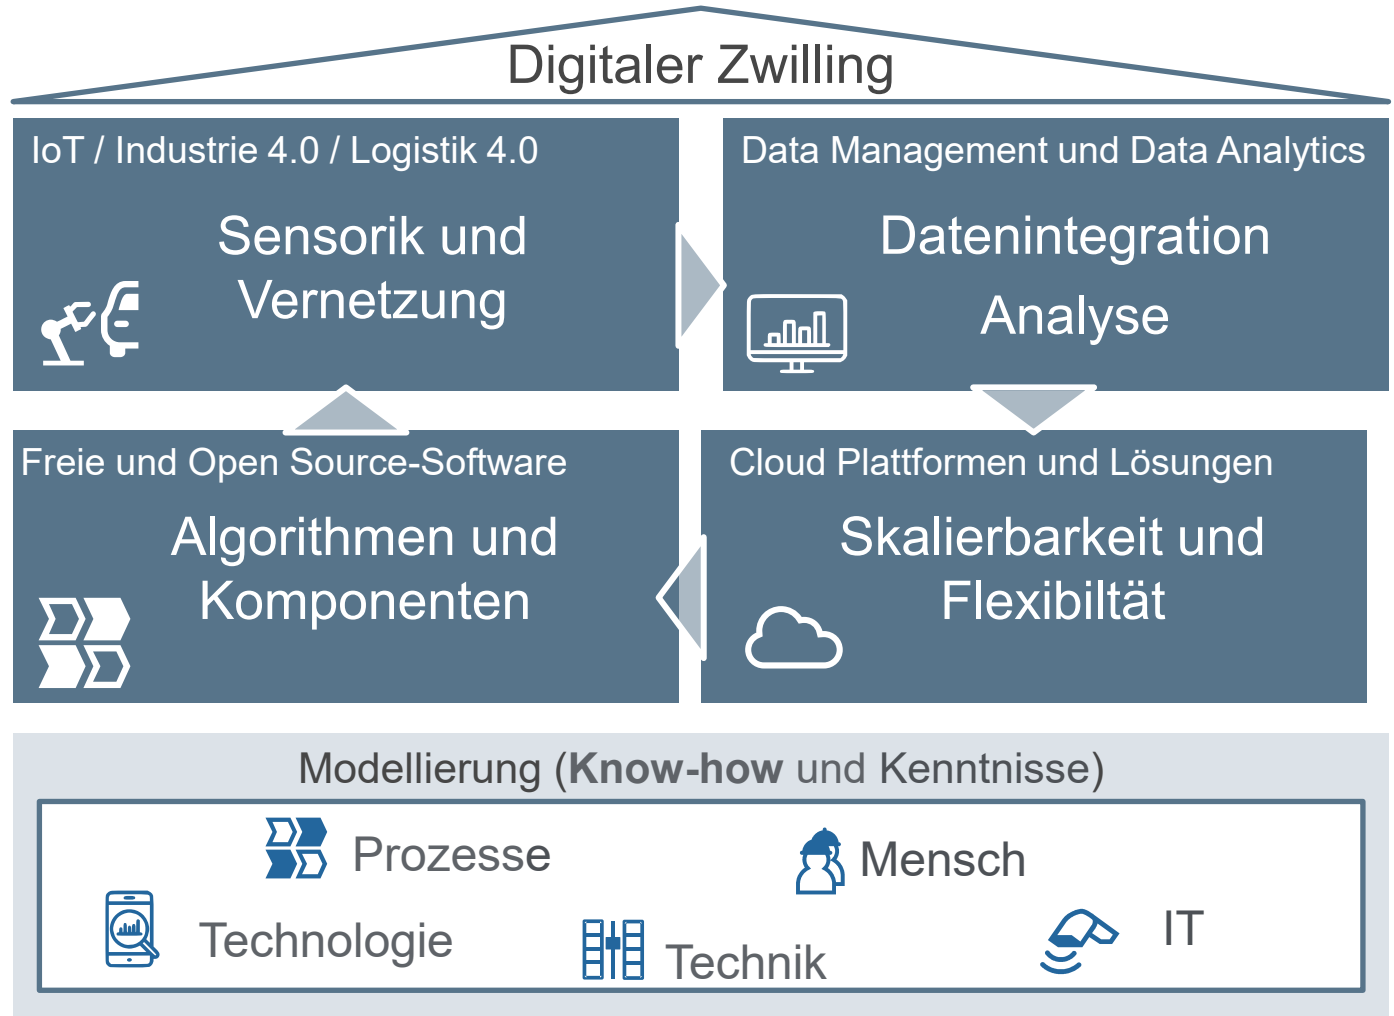 Digitaler Zwilling
IoT / Industrie 4.0 / Logistik 4.0
Sensorik und
Vernetzung
Data Management und Data Analytics
Datenintegration
Analyse
Freie und Open Source-Software
Algorithmen und
Komponenten
Cloud Plattformen und Lösungen
Skalierbarkeit und
Flexibiltät
Modellierung (Know-how und Kenntnisse)
Prozesse
Mensch
Technologie
Technik
IT